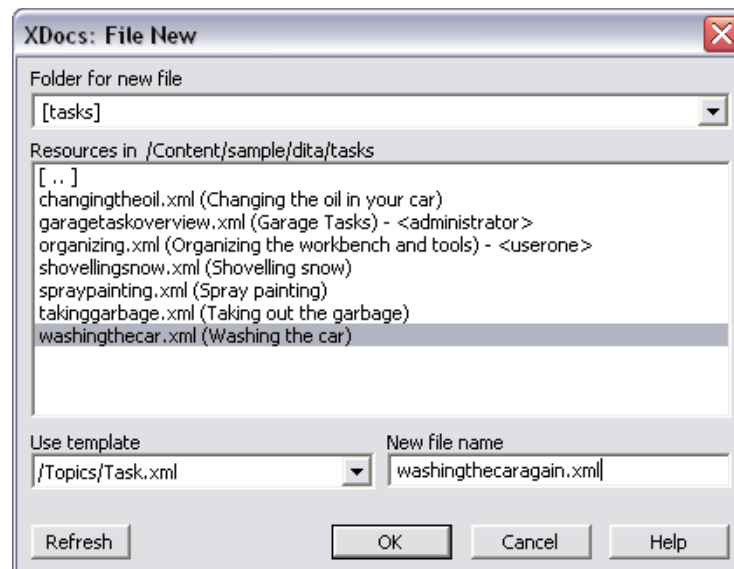 XDocs: File New
Folder for new file
[tasks]
Resources in /Content/sample/dita/tasks
[ .. ]
changingtheoil.xml (Changing the oil in your car)
garagetaskoverview.xml (Garage Tasks) - <administrator>
organizing.xml (Organizing the workbench and tools) - <userone>
shovellingsnow.xml (Shovelling snow)
spraypainting.xml (Spray painting)
takinggarbage.xml (Taking out the garbage)
washingthecar.xml (Washing the car)
Use template New file name
/Topics/Task.xml washingthecaragain.xml
Refresh OK Cancel Help